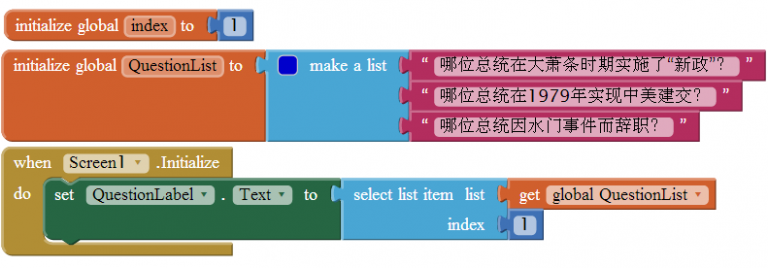 initialize global index to 1
initialize global QuestionList to make a list “ 哪位总统在大萧条时期实施了“新政”？ ”
“ 哪位总统在1979年实现中美建交？ ”
“ 哪位总统因水门事件而辞职？ ”
when Screen1 .Initialize
do set QuestionLabel . Text to select list item list get global QuestionList
index 1